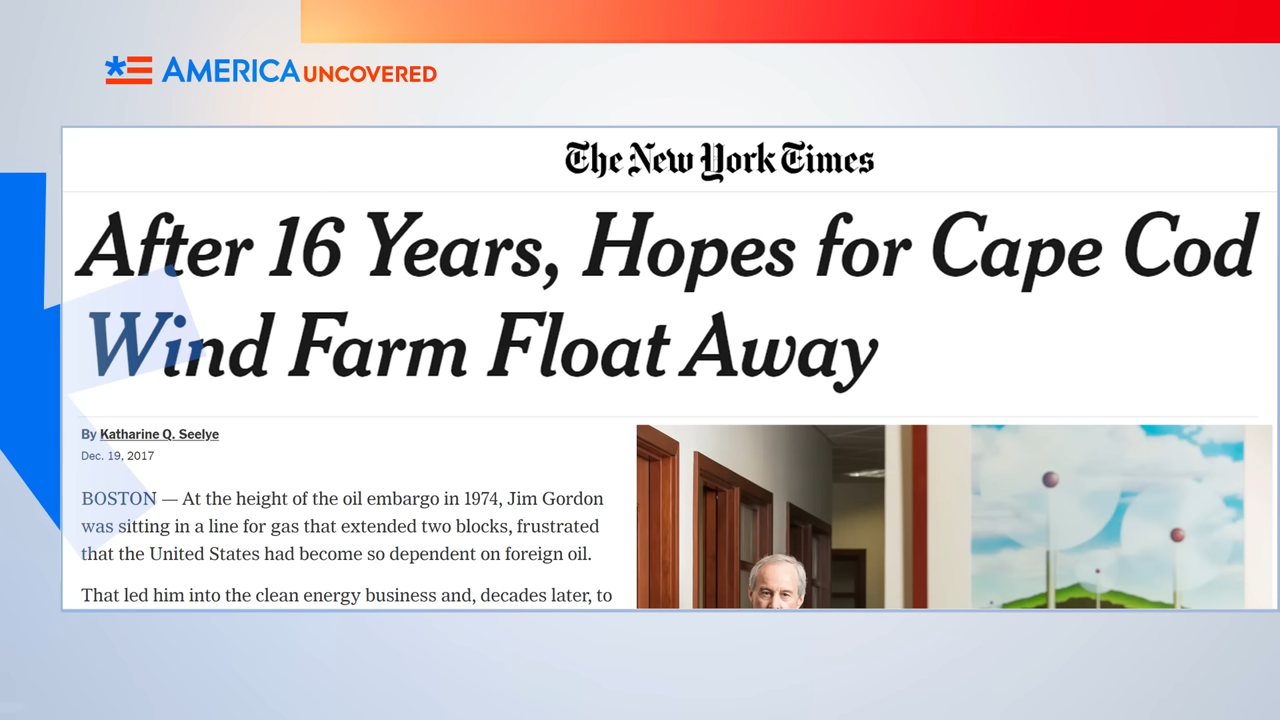 AMERICA UNCOVERED
The New York Times
After 16 Years, Hopes for Cape Cod
Wind Farm Float Away
By Katharine Q. Seelye
Dec. 19, 2017
BOSTON — At the height of the oil embargo in 1974, Jim Gordon
was sitting in a line for gas that extended two blocks, frustrated
that the United States had become so dependent on foreign oil.
That led him into the clean energy business and, decades later, to